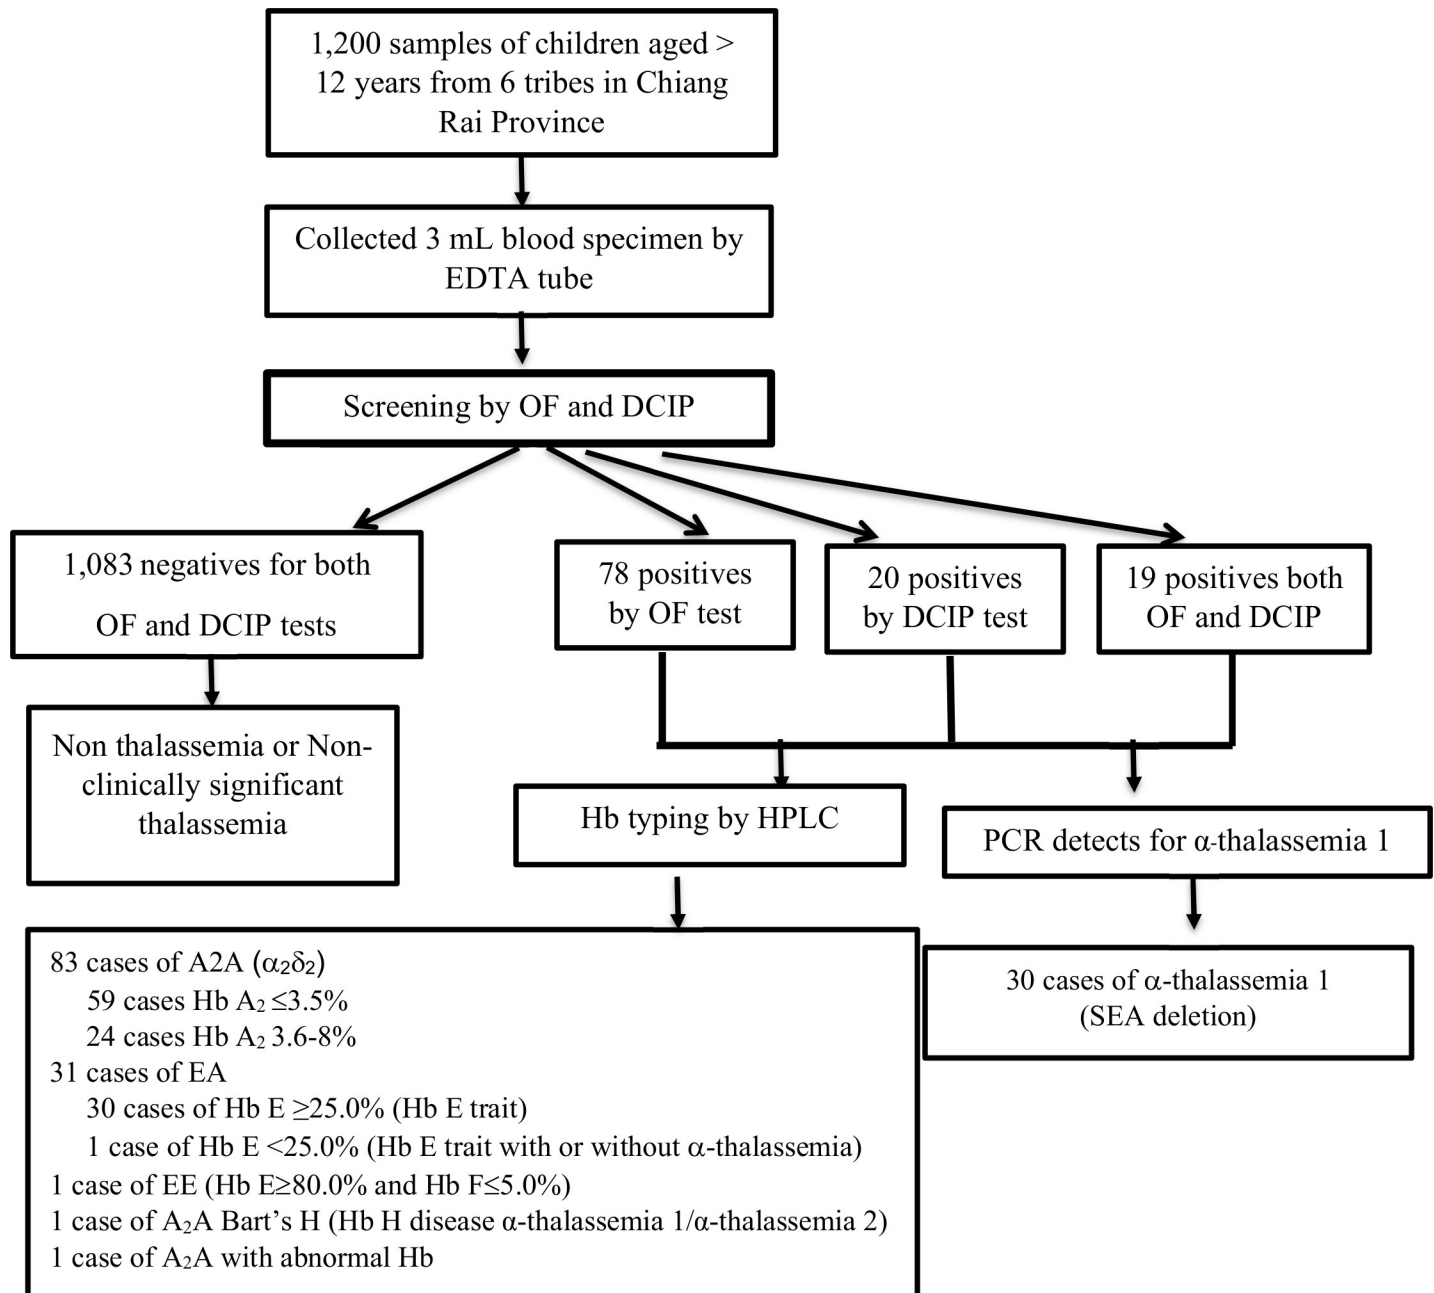 1,200 samples of children aged >
12 years from 6 tribes in Chiang
Rai Province
Collected 3 mL blood specimen by
EDTA tube
Screening by OF and DCIP
1,083 negatives for both
OF and DCIP tests
78 positives
by OF test
20 positives
by DCIP test
19 positives both
OF and DCIP
Non thalassemia or Non-
clinically significant
thalassemia
Hb typing by HPLC
PCR detects for α-thalassemia 1
83 cases of A2A (α₂δ₂)
59 cases Hb A₂ ≤3.5%
24 cases Hb A₂ 3.6-8%
31 cases of EA
30 cases of Hb E ≥25.0% (Hb E trait)
1 case of Hb E <25.0% (Hb E trait with or without α-thalassemia)
1 case of EE (Hb E≥80.0% and Hb F≤5.0%)
1 case of A₂A Bart’s H (Hb H disease α-thalassemia 1/α-thalassemia 2)
1 case of A₂A with abnormal Hb
30 cases of α-thalassemia 1
(SEA deletion)